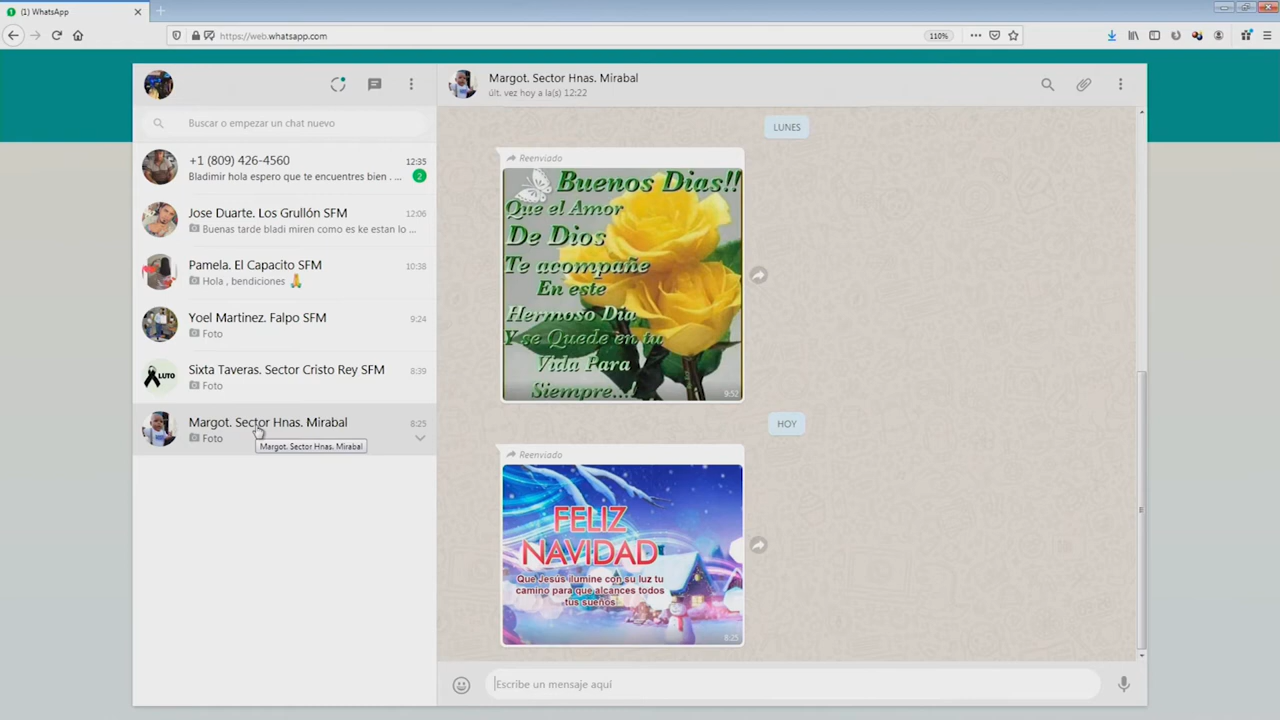 (1) WhatsApp
https://web.whatsapp.com
110%
Buscar o empezar un chat nuevo
+1 (809) 426-4560
12:35
Bladimir hola espero que te encuentres bien . ...
2
Jose Duarte. Los Grullón SFM
12:06
Buenas tarde bladi miren como es ke estan lo ...
Pamela. El Capacito SFM
10:38
Hola , bendiciones 🙏
Yoel Martinez. Falpo SFM
9:24
Foto
LUTO
Sixta Taveras. Sector Cristo Rey SFM
8:39
Foto
Margot. Sector Hnas. Mirabal
8:25
Foto
Margot. Sector Hnas. Mirabal
Margot. Sector Hnas. Mirabal
últ. vez hoy a la(s) 12:22
LUNES
Reenviado
Buenos Dias!!
Que el Amor
De Dios
Te acompañe
En este
Hermoso Dia
Y se Quede en tu
Vida Para
Siempre...!
9:52
HOY
Reenviado
FELIZ
NAVIDAD
Que Jesus ilumine con su luz tu
camino para que alcances todos
tus sueños
8:25
Escribe un mensaje aquí